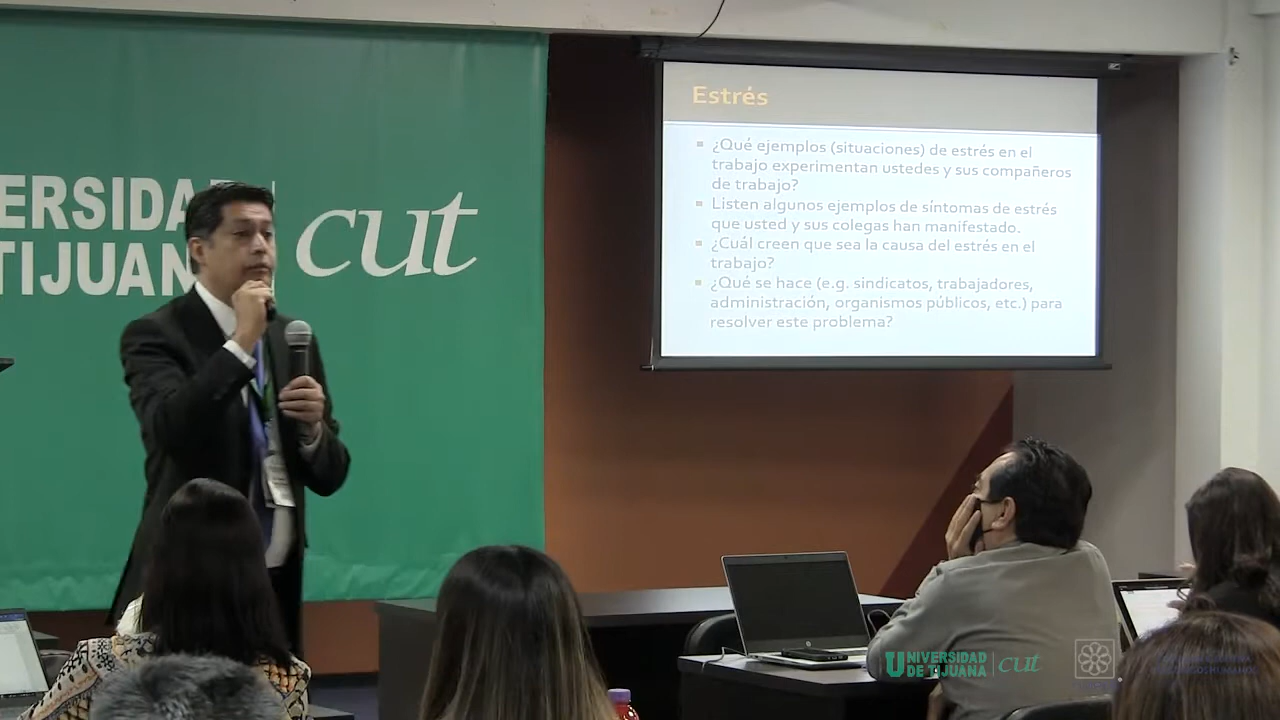 ERSIDAD
TIJUAN
cut
Estrés
¿Qué ejemplos (situaciones) de estrés en el
trabajo experimentan ustedes y sus compañeros
de trabajo?
Listen algunos ejemplos de síntomas de estrés
que usted y sus colegas han manifestado.
¿Cuál creen que sea la causa del estrés en el
trabajo?
¿Qué se hace (e.g. sindicatos, trabajadores,
administración, organismos públicos, etc.) para
resolver este problema?
UNIVERSIDAD
DE TIJUANA
cut